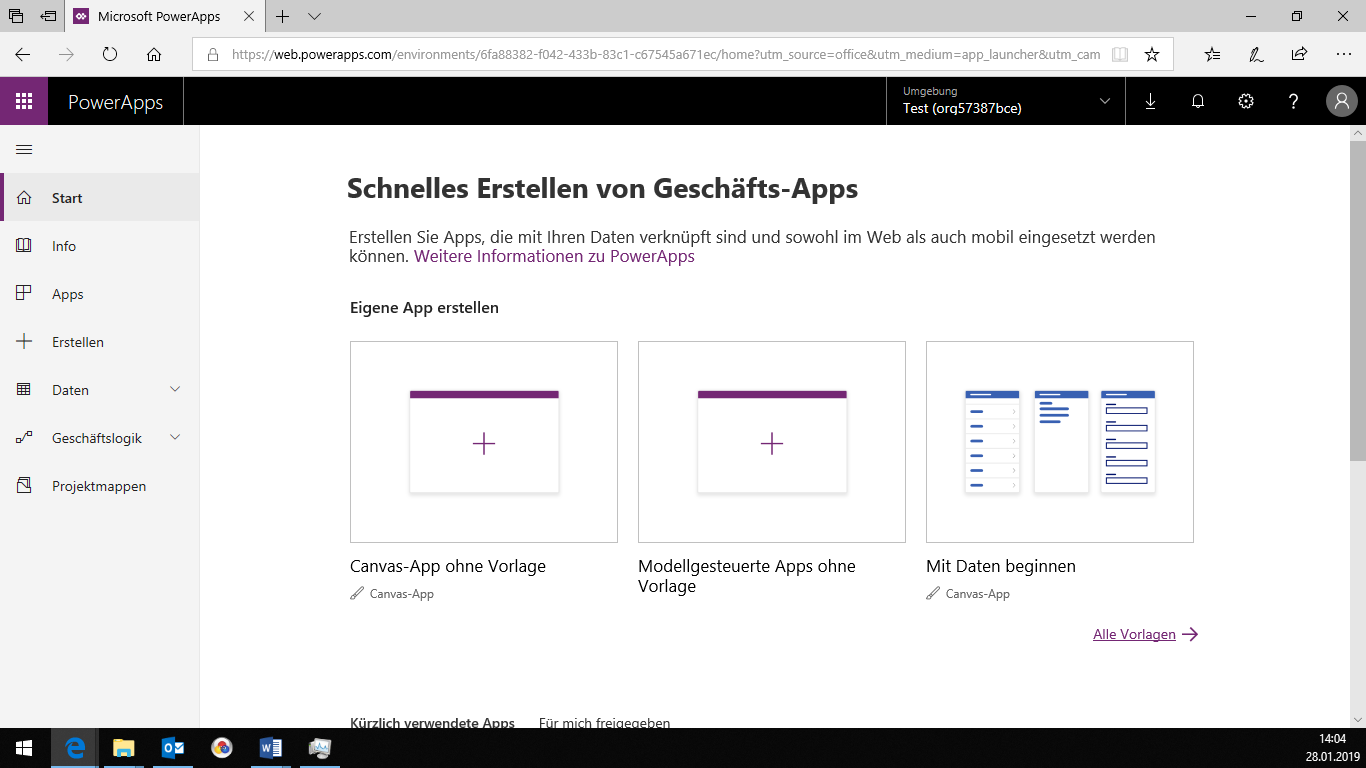 Microsoft PowerApps
https://web.powerapps.com/environments/6fa88382-f042-433b-83c1-c67545a671ec/home?utm_source=office&utm_medium=app_launcher&utm_cam
PowerApps
Umgebung
Test (org57387bce)
Start
Info
Apps
Erstellen
Daten
Geschäftslogik
Projektmappen
Schnelles Erstellen von Geschäfts-Apps
Erstellen Sie Apps, die mit Ihren Daten verknüpft sind und sowohl im Web als auch mobil eingesetzt werden
können. Weitere Informationen zu PowerApps
Eigene App erstellen
Canvas-App ohne Vorlage
Canvas-App
Modellgesteuerte Apps ohne
Vorlage
Mit Daten beginnen
Canvas-App
Alle Vorlagen
Kürzlich verwendete Apps Für mich freigegeben
14:04
28.01.2019